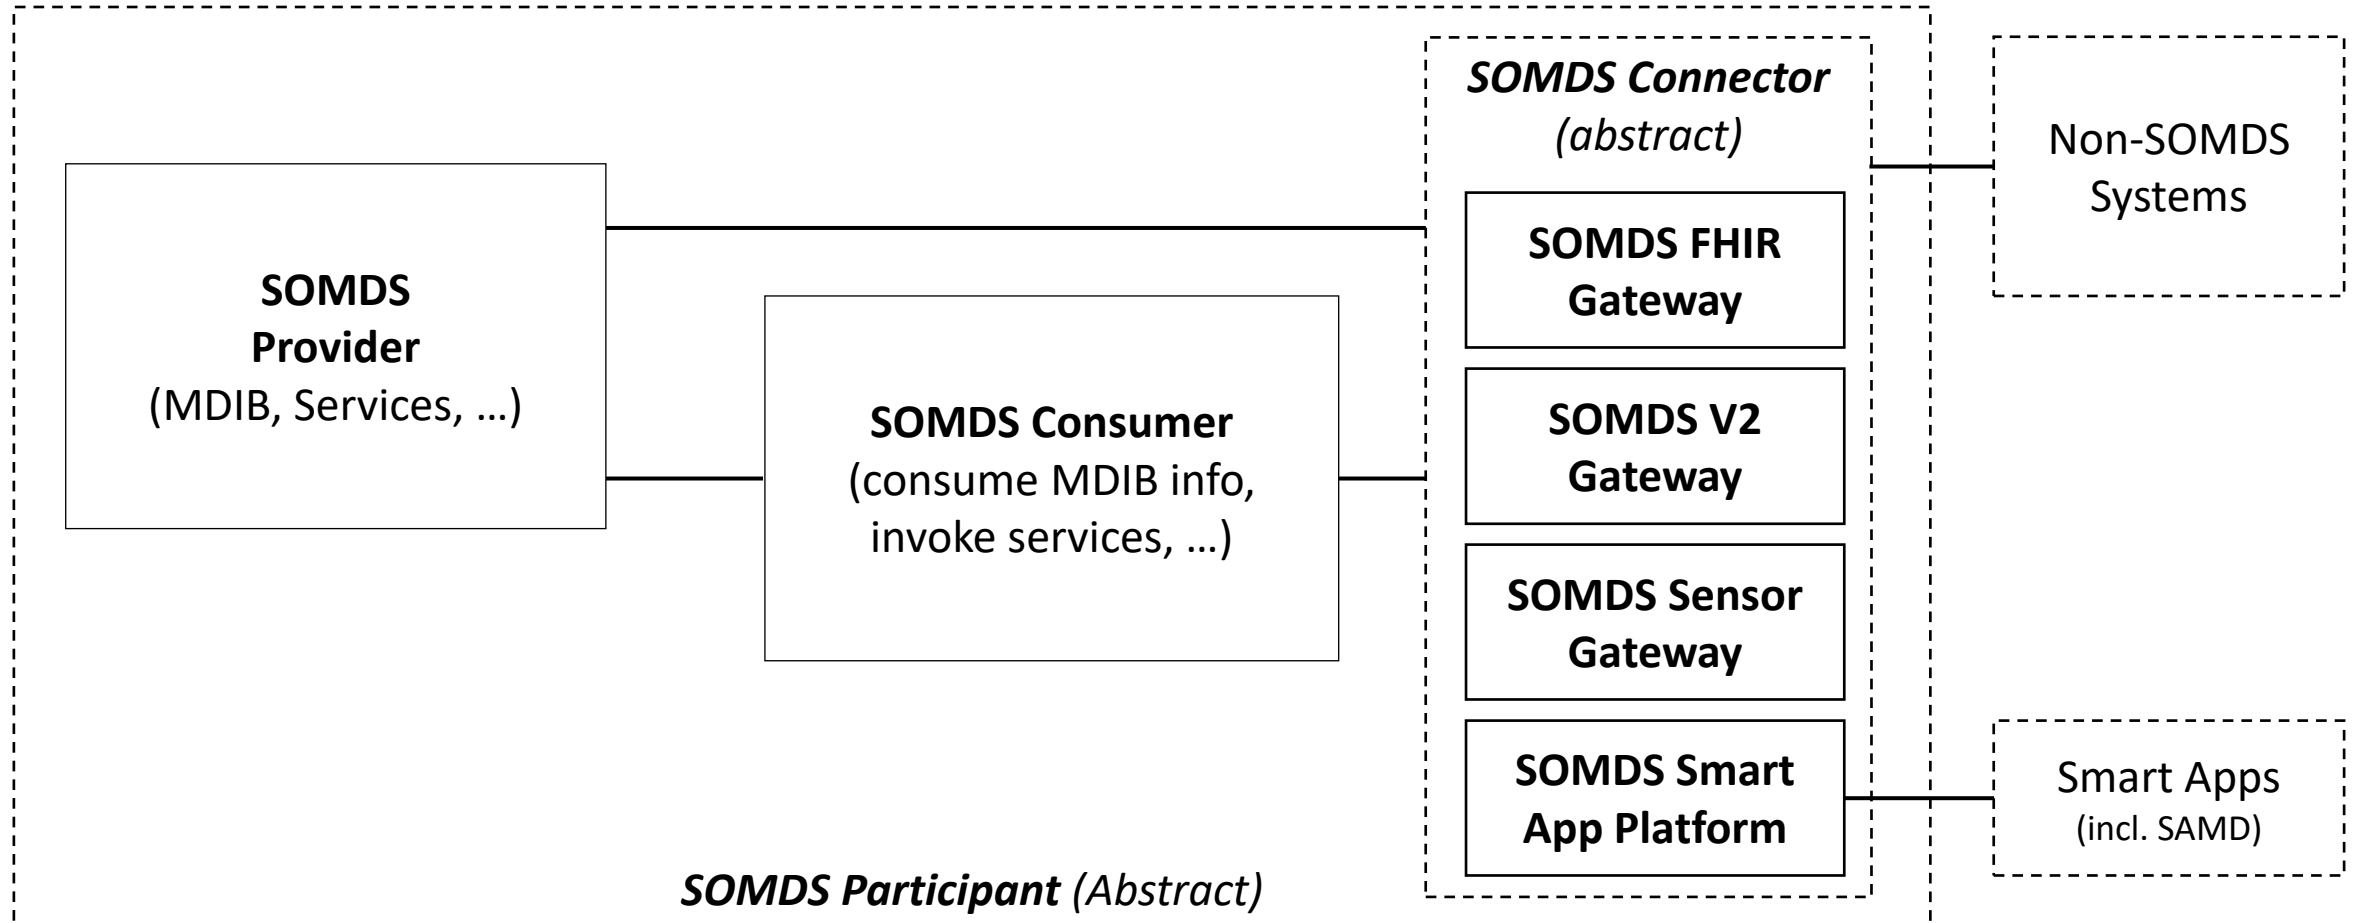 SOMDS
Provider
(MDIB, Services, …)
SOMDS Consumer
(consume MDIB info,
invoke services, …)
SOMDS Connector
(abstract)
SOMDS FHIR
Gateway
SOMDS V2
Gateway
SOMDS Sensor
Gateway
SOMDS Smart
App Platform
Non-SOMDS
Systems
Smart Apps
(incl. SAMD)
SOMDS Participant (Abstract)